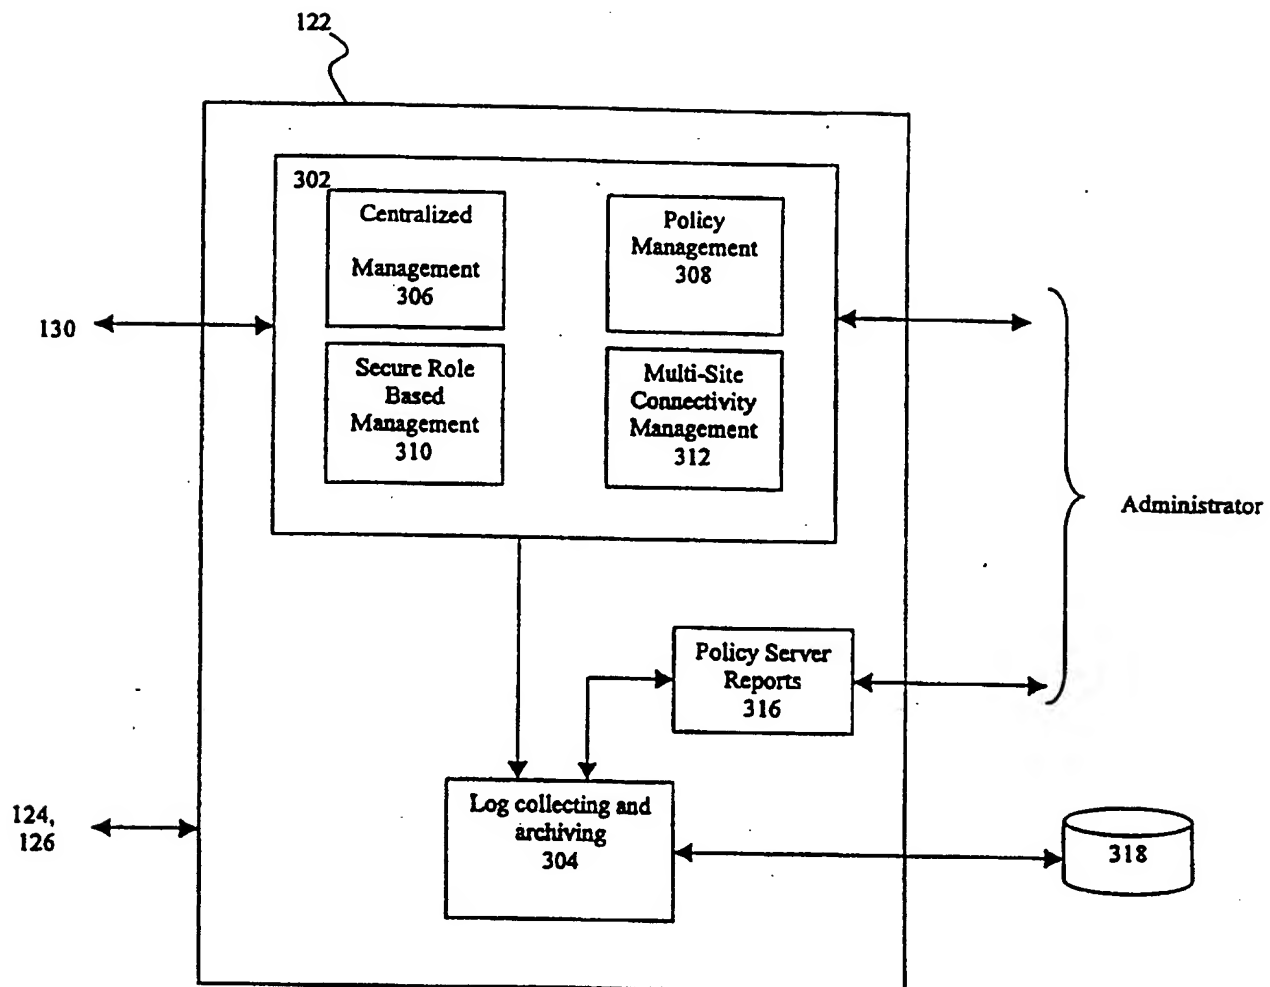 122
302
Centralized
Management
306
Policy
Management
308
130
Secure Role
Based
Management
310
Multi-Site
Connectivity
Management
312
Administrator
Policy Server
Reports
316
124,
126
Log collecting and
archiving
304
318